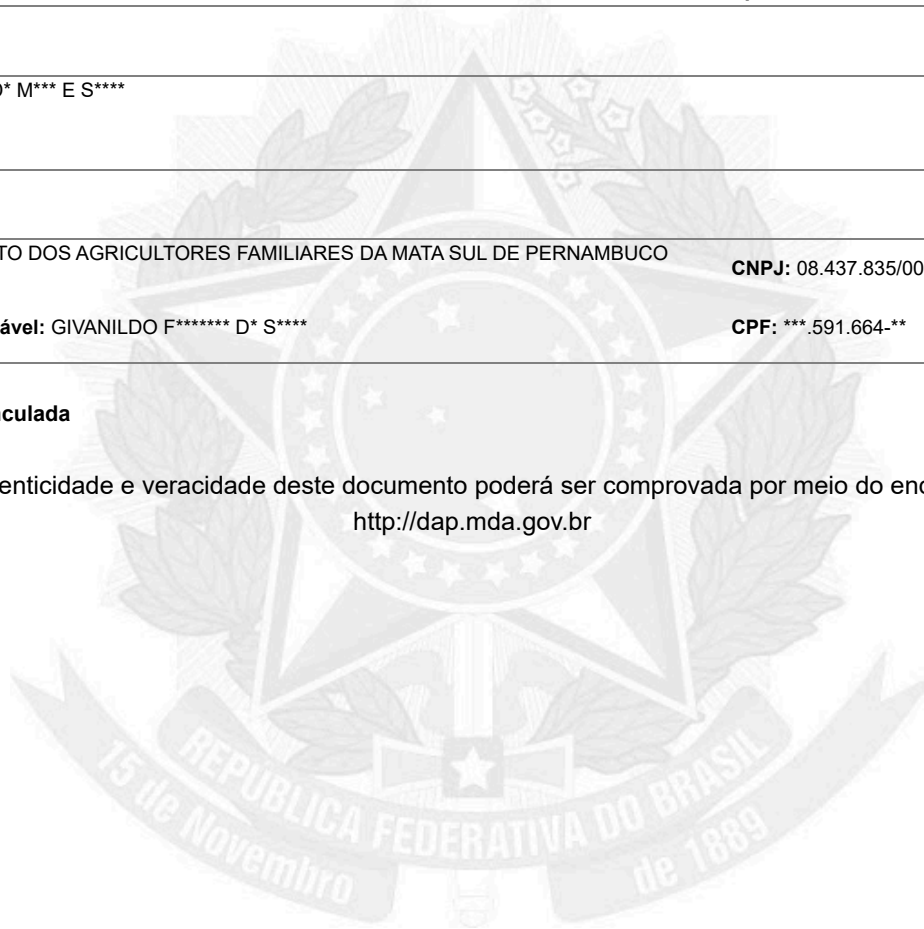 * M*** E S****
TO DOS AGRICULTORES FAMILIARES DA MATA SUL DE PERNAMBUCO
CNPJ: 08.437.835/00
ável: GIVANILDO F******* D* S****
CPF: ***.591.664-**
culada
enticidade e veracidade deste documento poderá ser comprovada por meio do en
http://dap.mda.gov.br
REPUBLICA FEDERATIVA DO BRASIL
15 de Novembro
de 1889